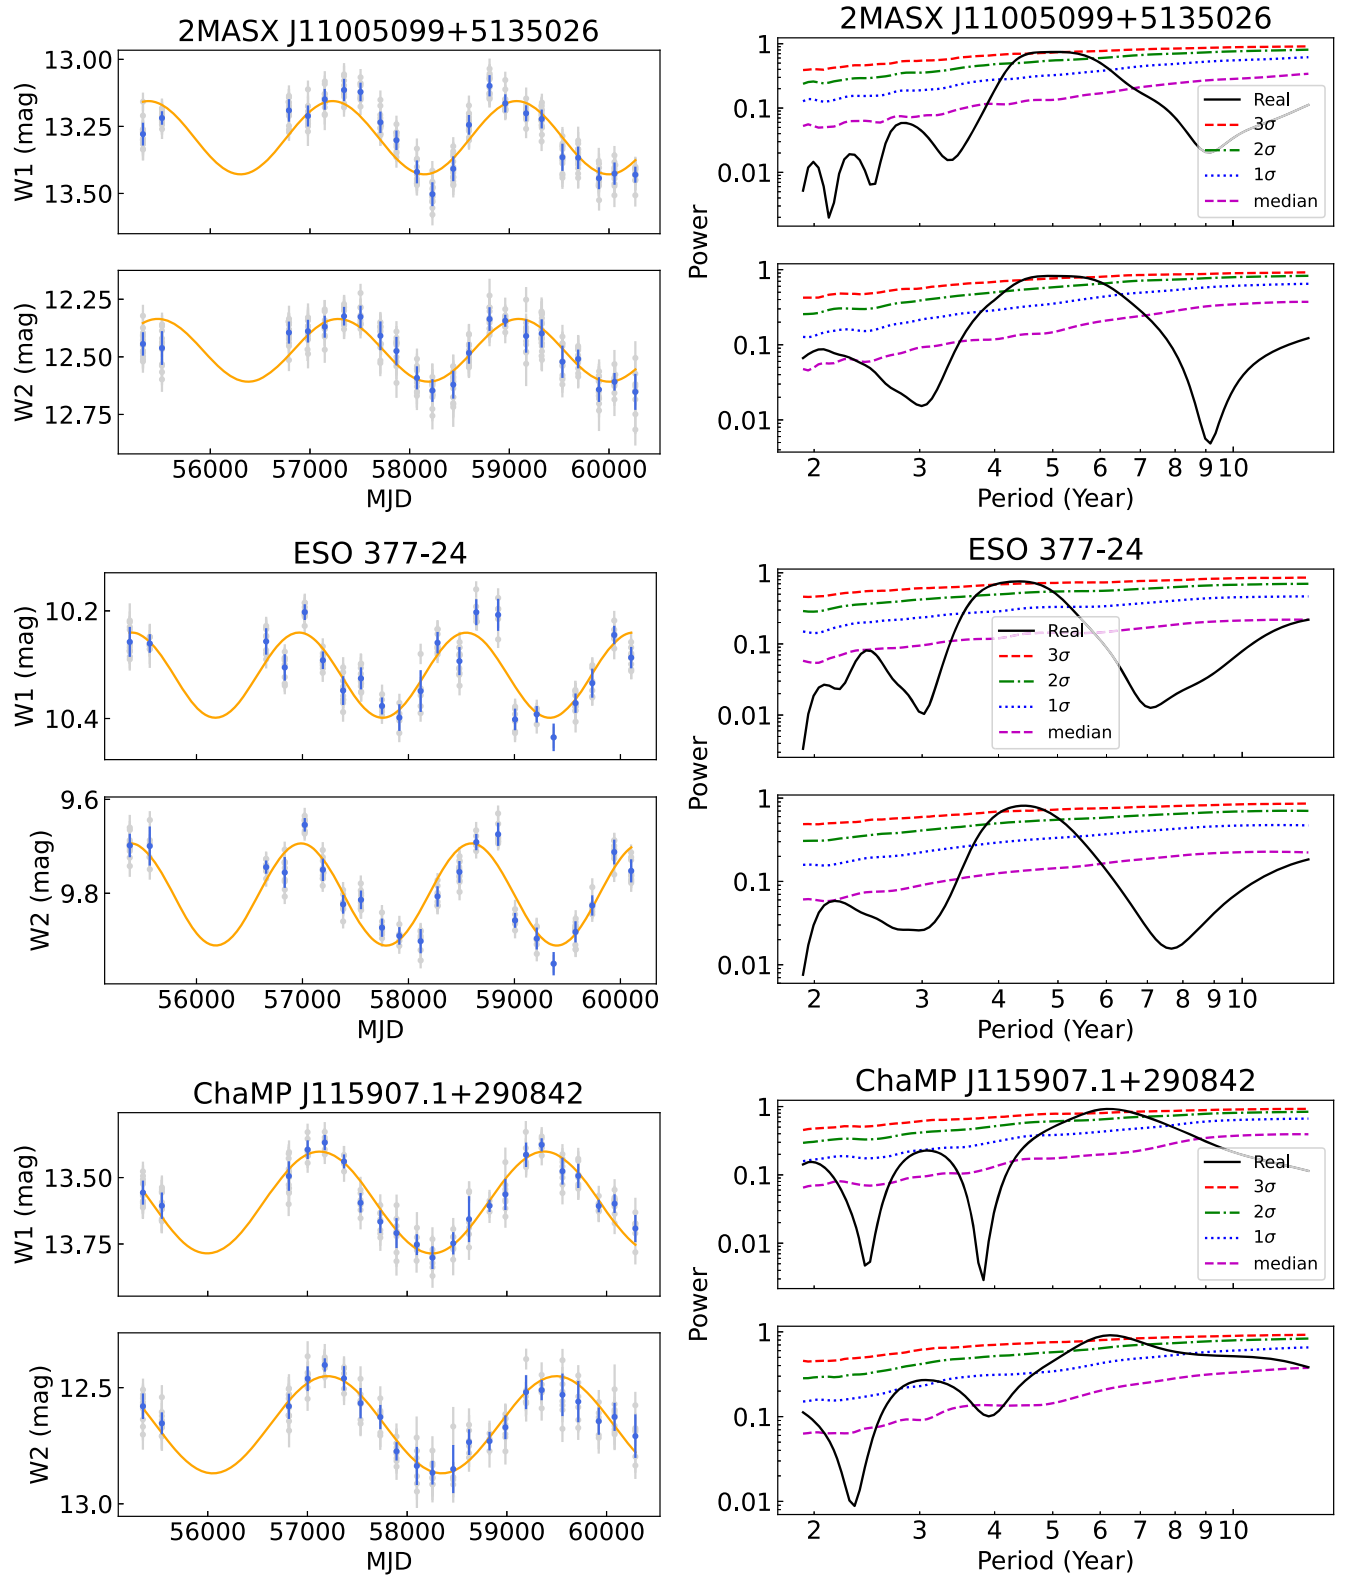 2MASX J11005099+5135026
13.00
13.25
13.50
W1 (mag)
12.25
12.50
12.75
W2 (mag)
56000 57000 58000 59000 60000
MJD
2MASX J11005099+5135026
1
0.1
0.01
Real
3σ
2σ
1σ
median
Power
1
0.1
0.01
2 3 4 5 6 7 8 9 10
Period (Year)
ESO 377-24
10.2
10.4
W1 (mag)
9.6
9.8
W2 (mag)
56000 57000 58000 59000 60000
MJD
ESO 377-24
1
0.1
0.01
Real
3σ
2σ
1σ
median
Power
1
0.1
0.01
2 3 4 5 6 7 8 9 10
Period (Year)
ChaMP J115907.1+290842
13.50
13.75
W1 (mag)
12.5
13.0
W2 (mag)
56000 57000 58000 59000 60000
MJD
ChaMP J115907.1+290842
1
0.1
0.01
Real
3σ
2σ
1σ
median
Power
1
0.1
0.01
2 3 4 5 6 7 8 9 10
Period (Year)